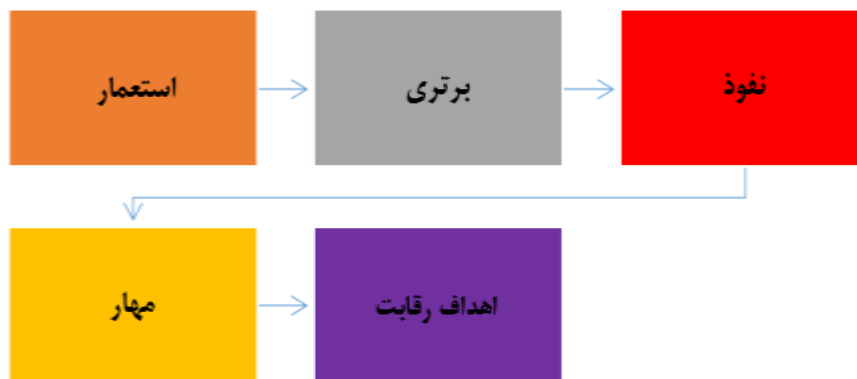 استعمار
برتری
نفوذ
مهار
اهداف رقابت